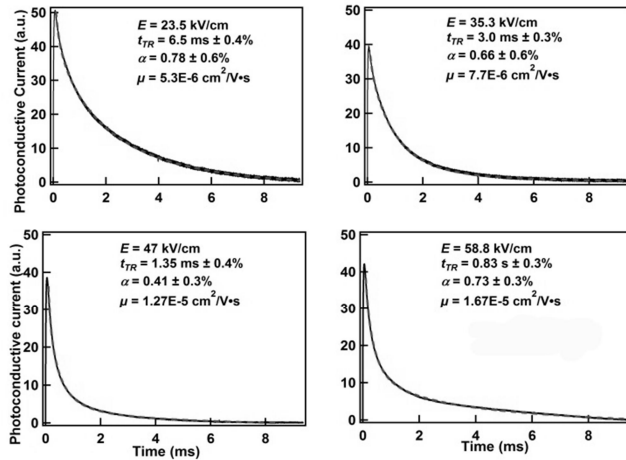 Photoconductive Current (a.u.)
50
40
30
20
10
0
E = 23.5 kV/cm
t_TR = 6.5 ms ± 0.4%
α = 0.78 ± 0.6%
μ = 5.3E-6 cm²/V•s
0 2 4 6 8
50
40
30
20
10
0
E = 35.3 kV/cm
t_TR = 3.0 ms ± 0.3%
α = 0.66 ± 0.6%
μ = 7.7E-6 cm²/V•s
0 2 4 6 8
Photoconductive current (a.u.)
50
40
30
20
10
0
E = 47 kV/cm
t_TR = 1.35 ms ± 0.4%
α = 0.41 ± 0.3%
μ = 1.27E-5 cm²/V•s
0 2 4 6 8
Time (ms)
50
40
30
20
10
0
E = 58.8 kV/cm
t_TR = 0.83 s ± 0.3%
α = 0.73 ± 0.3%
μ = 1.67E-5 cm²/V•s
0 2 4 6 8
Time (ms)